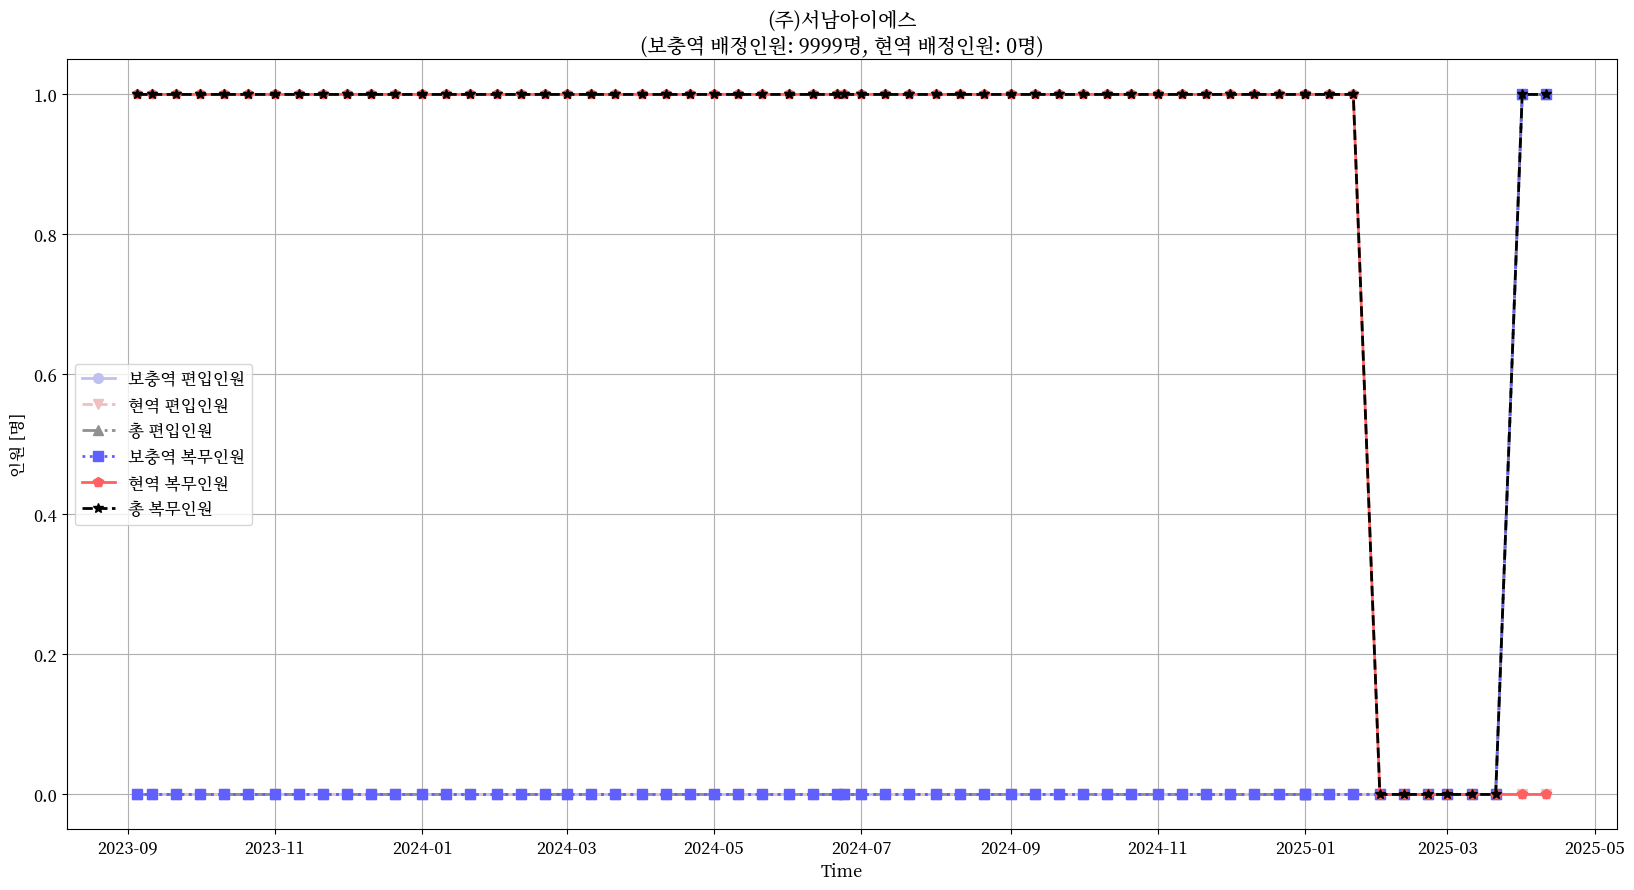 (주)서남아이에스
(보충역 배정인원: 9999명, 현역 배정인원: 0명)
1.0
0.8
0.6
0.4
0.2
0.0
인원 [명]
보충역 편입인원
현역 편입인원
총 편입인원
보충역 복무인원
현역 복무인원
총 복무인원
2023-09 2023-11 2024-01 2024-03 2024-05 2024-07 2024-09 2024-11 2025-01 2025-03 2025-05
Time